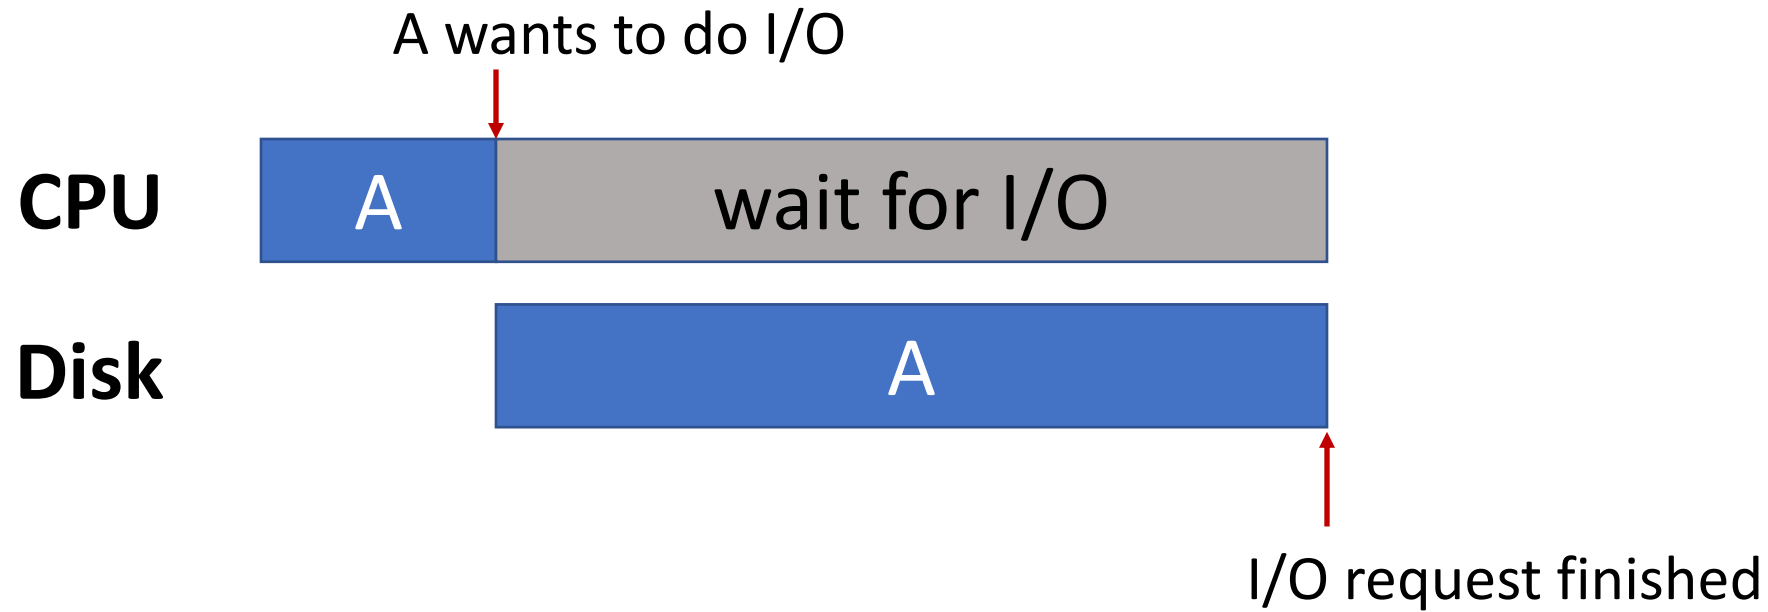 A wants to do I/O
CPU
A
wait for I/O
Disk
A
I/O request finished